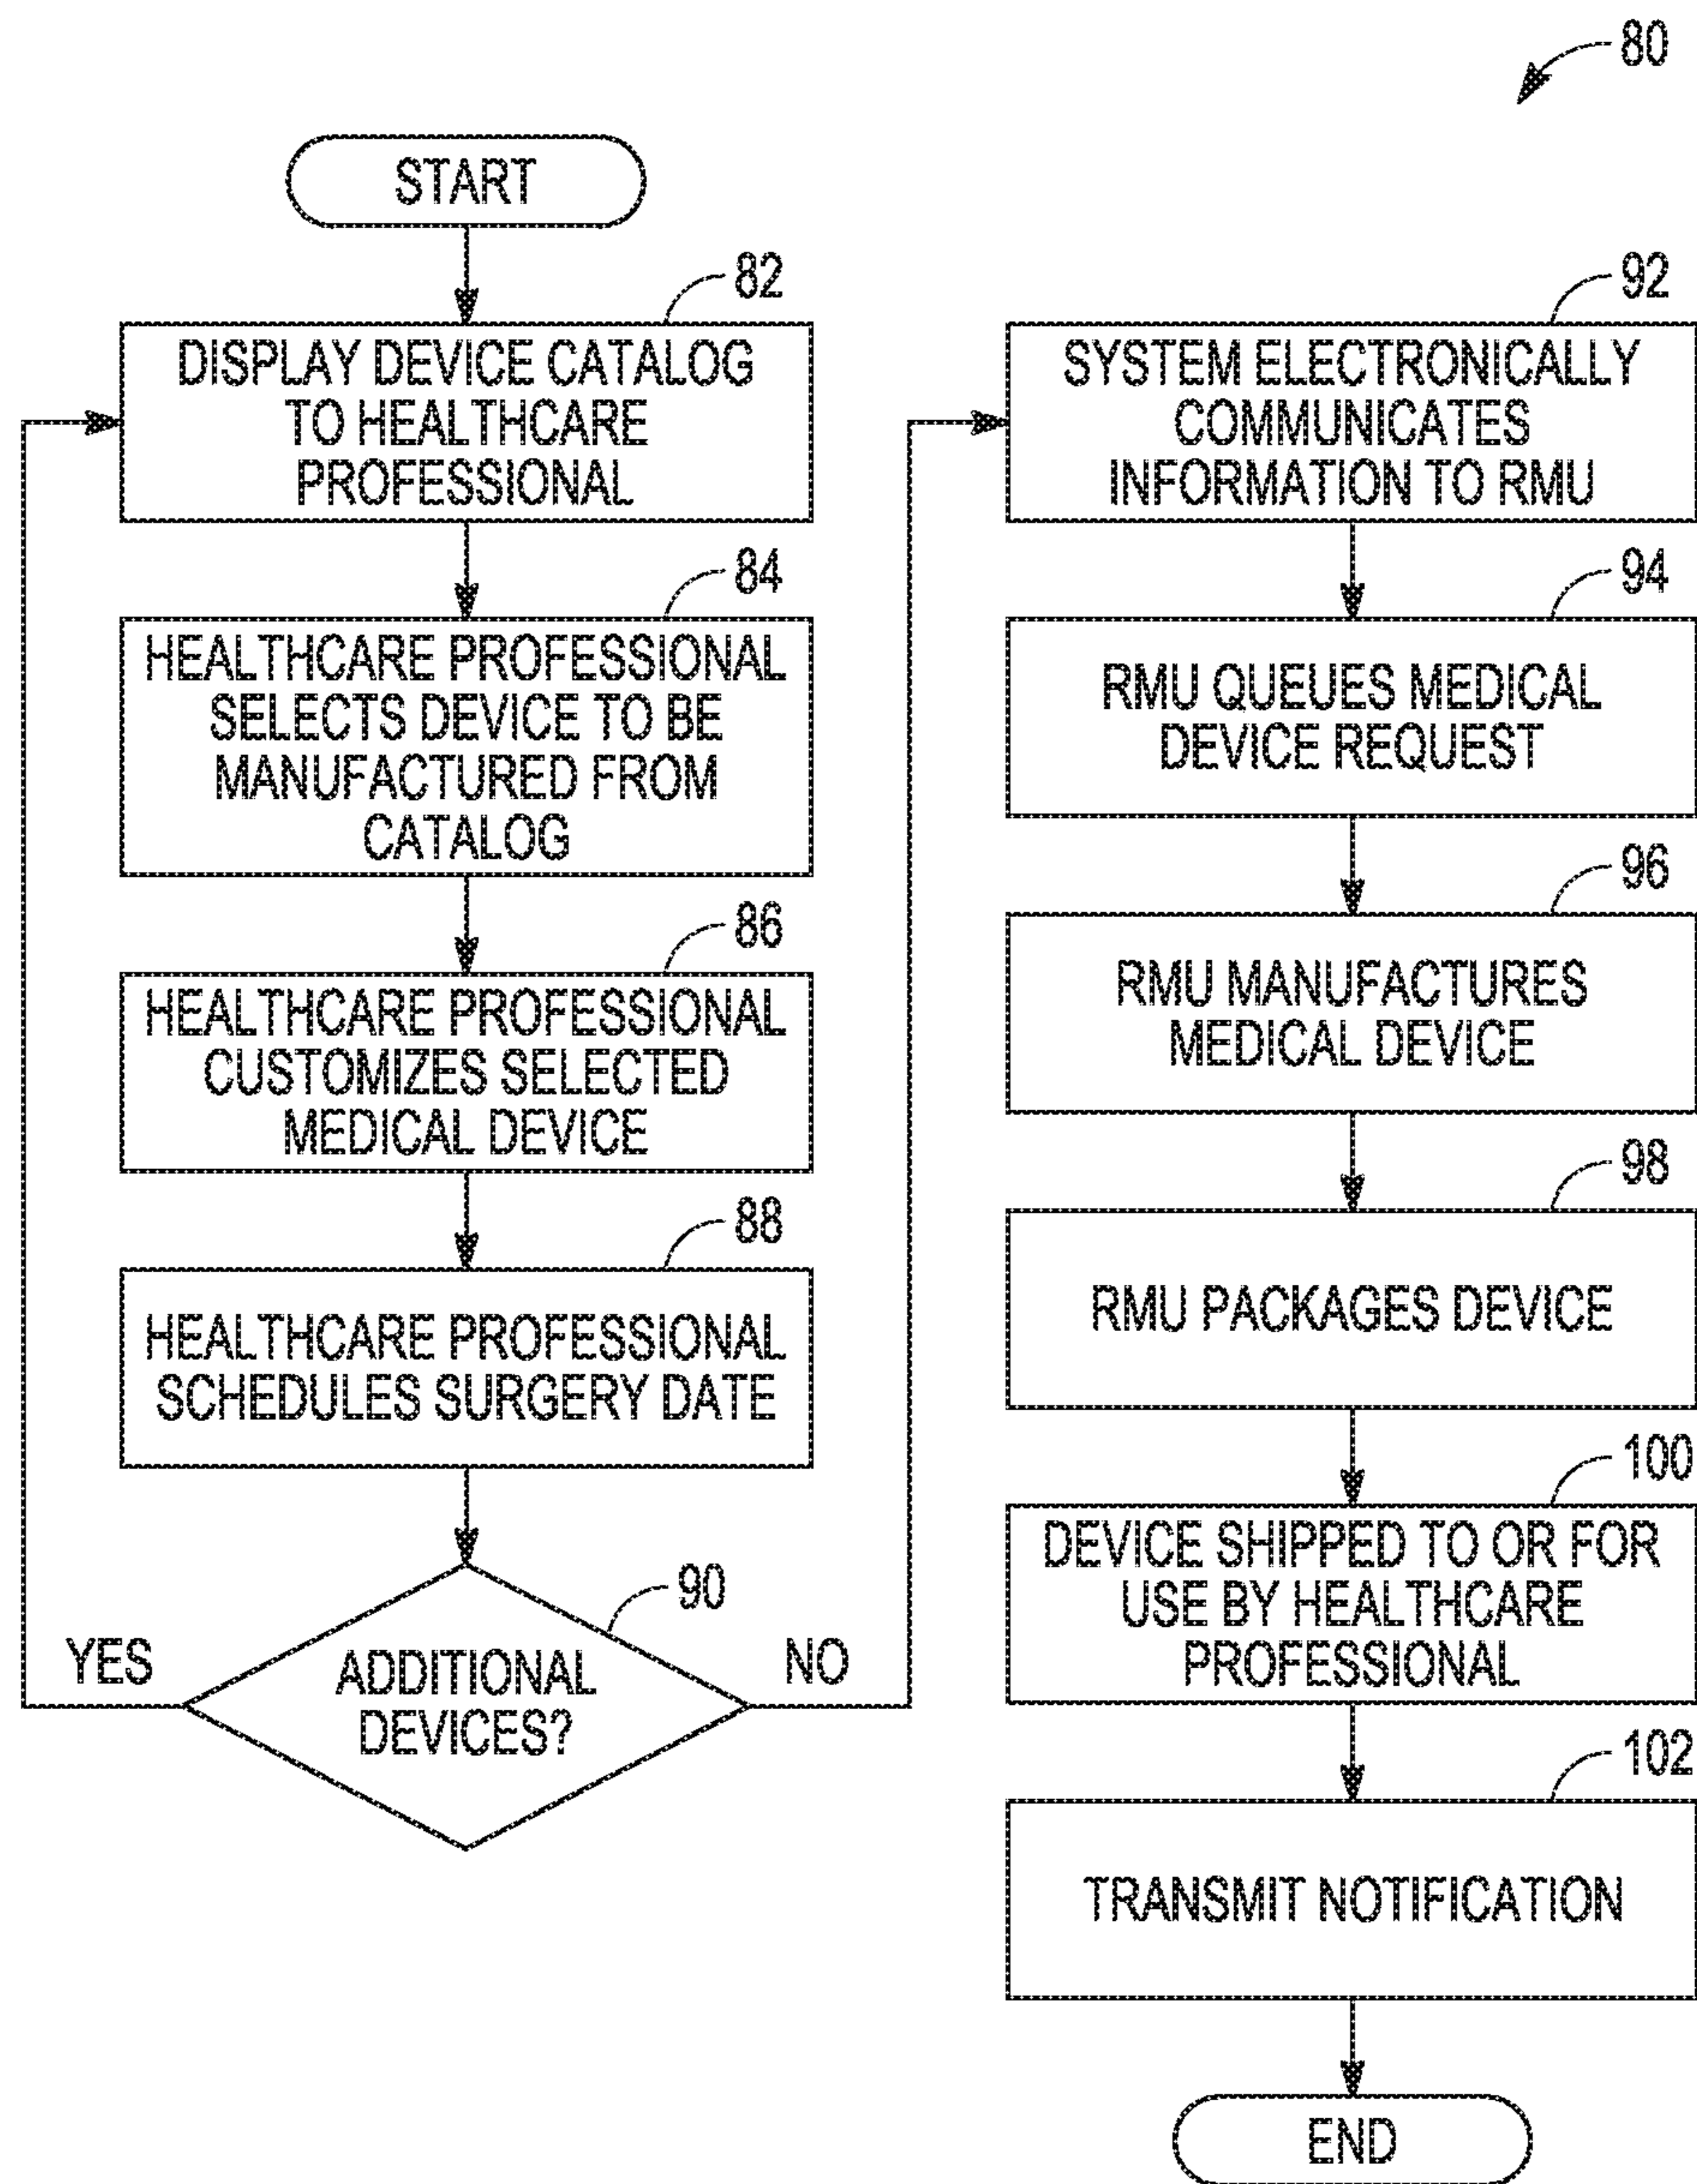 80
START
82
DISPLAY DEVICE CATALOG
TO HEALTHCARE
PROFESSIONAL
84
HEALTHCARE PROFESSIONAL
SELECTS DEVICE TO BE
MANUFACTURED FROM
CATALOG
86
HEALTHCARE PROFESSIONAL
CUSTOMIZES SELECTED
MEDICAL DEVICE
88
HEALTHCARE PROFESSIONAL
SCHEDULES SURGERY DATE
90
YES
ADDITIONAL
DEVICES?
NO
92
SYSTEM ELECTRONICALLY
COMMUNICATES
INFORMATION TO RMU
94
RMU QUEUES MEDICAL
DEVICE REQUEST
96
RMU MANUFACTURES
MEDICAL DEVICE
98
RMU PACKAGES DEVICE
100
DEVICE SHIPPED TO OR FOR
USE BY HEALTHCARE
PROFESSIONAL
102
TRANSMIT NOTIFICATION
END